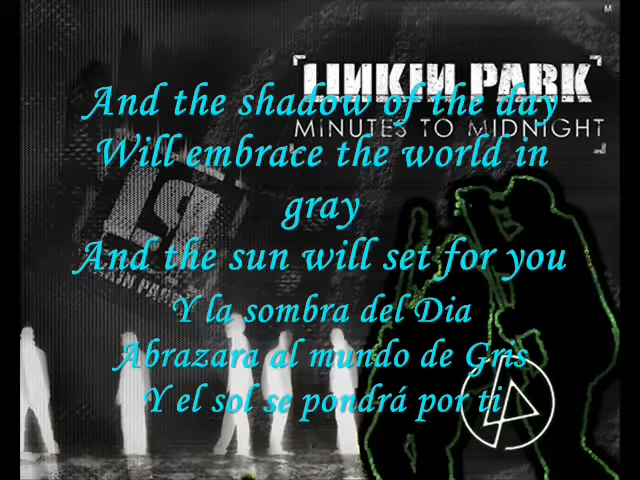 LINKIN PARK
And the shadow of the day
MINUTES TO MIDNIGHT
Will embrace the world in
gray
And the sun will set for you
KIN PARK
Y la sombra del Dia
Abrazara al mundo de Gris
Y el sol se pondrá por ti